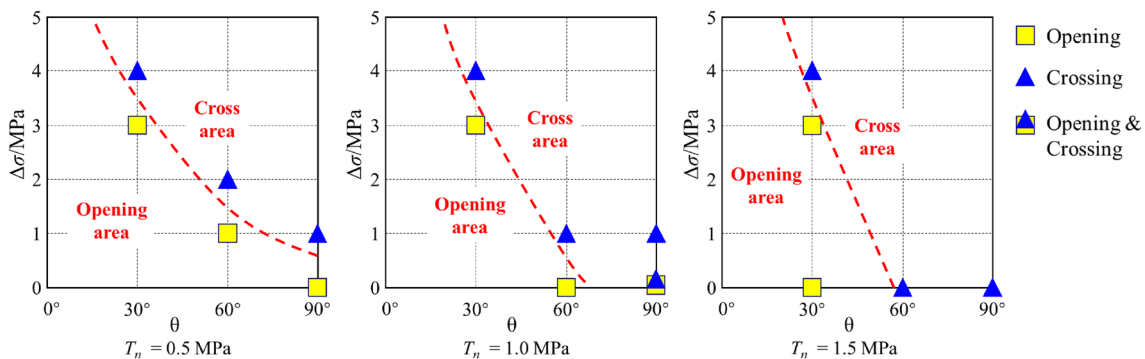 5
4
3
2
1
0
Δσ/MPa
Cross
area
Opening
area
0°
30°
60°
90°
θ
Tn = 0.5 MPa
5
4
3
2
1
0
Δσ/MPa
Cross
area
Opening
area
0°
30°
60°
90°
θ
Tn = 1.0 MPa
5
4
3
2
1
0
Δσ/MPa
Cross
area
Opening
area
0°
30°
60°
90°
θ
Tn = 1.5 MPa
Opening
Crossing
Opening &
Crossing